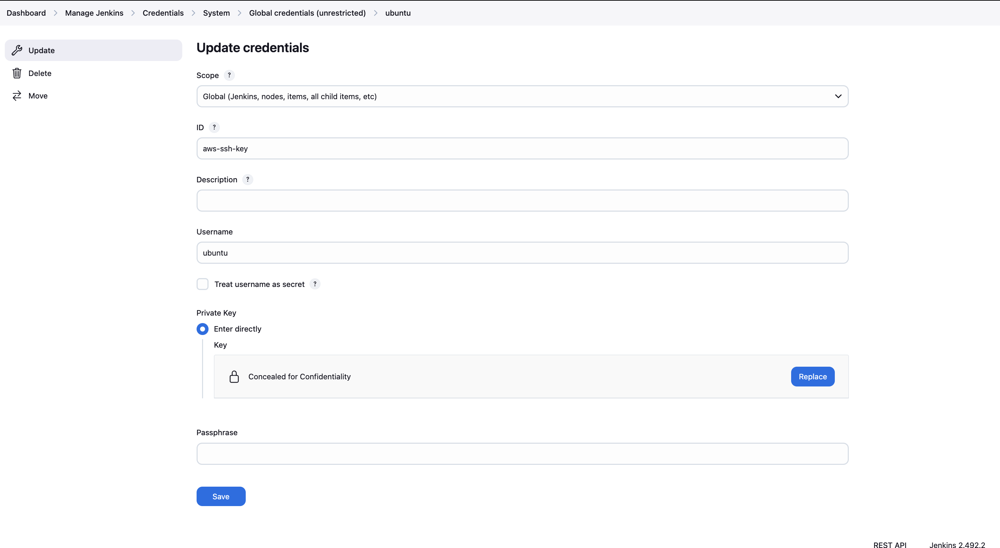 Dashboard > Manage Jenkins > Credentials > System > Global credentials (unrestricted) > ubuntu
Update
Delete
Move
Update credentials
Scope ?
Global (Jenkins, nodes, items, all child items, etc)
ID ?
aws-ssh-key
Description ?
Username
ubuntu
Treat username as secret ?
Private Key
Enter directly
Key
Concealed for Confidentiality
Replace
Passphrase
Save
REST API
Jenkins 2.492.2